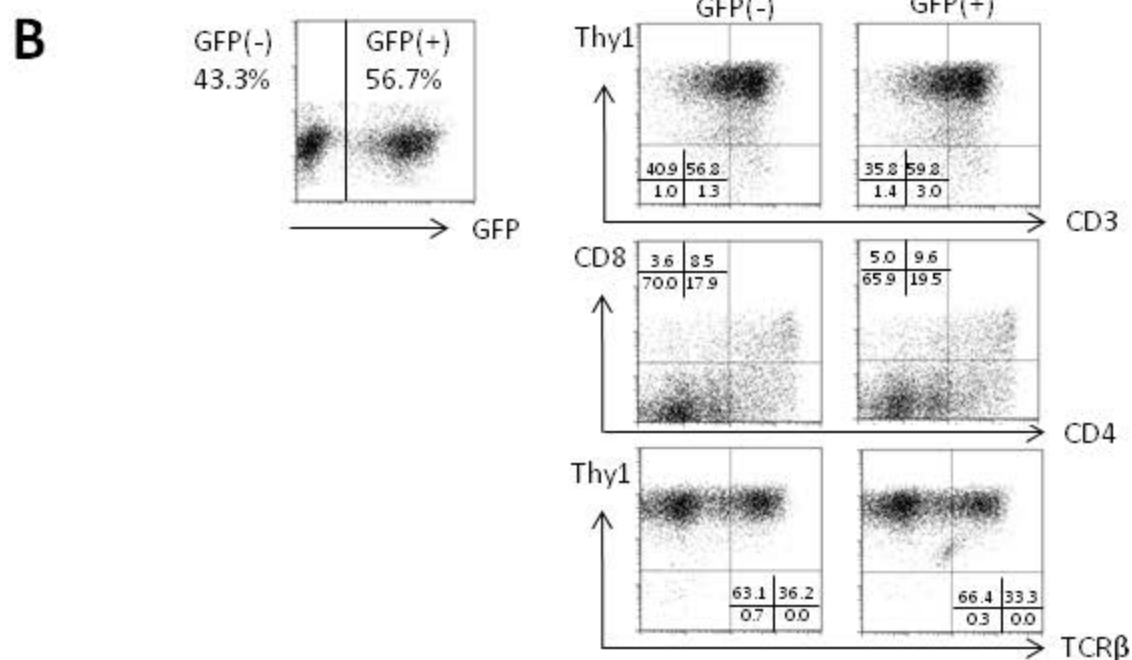 B
GFP(-)
43.3%
GFP(+)
56.7%
GFP
GFP(-)
GFP(+)
Thy1
40.9 56.8
1.0 1.3
35.8 59.8
1.4 3.0
CD3
CD8
3.6 8.5
70.0 17.9
5.0 9.6
65.9 19.5
CD4
Thy1
63.1 36.2
0.7 0.0
66.4 33.3
0.3 0.0
TCRβ